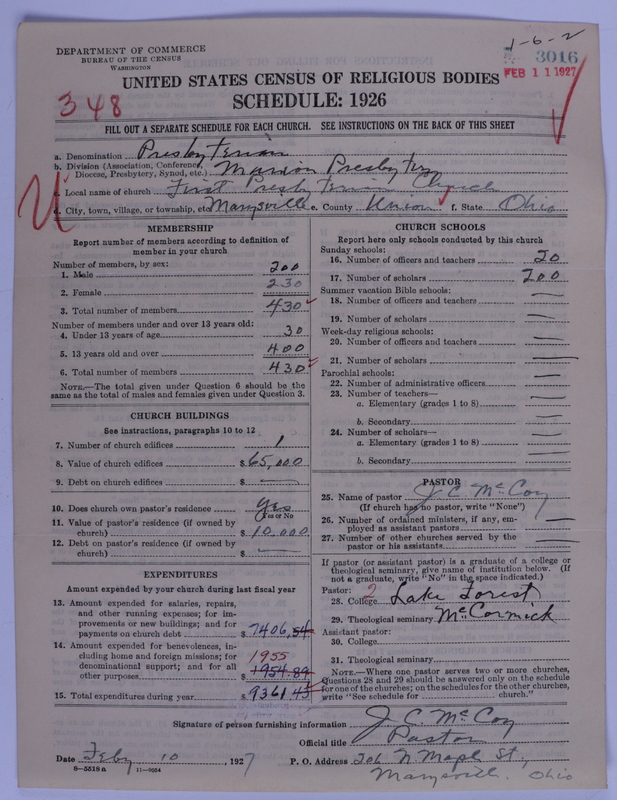 1-6-2
DEPARTMENT OF COMMERCE
BUREAU OF THE CENSUS
WASHINGTON
3016
FEB 11 1927
UNITED STATES CENSUS OF RELIGIOUS BODIES
348
SCHEDULE: 1926
FILL OUT A SEPARATE SCHEDULE FOR EACH CHURCH. SEE INSTRUCTIONS ON THE BACK OF THIS SHEET
a. Denomination Presbyterian
b. Division (Association, Conference, Diocese, Presbytery, Synod, etc.) Marion Presbytery
c. Local name of church First Presbyterian Church
d. City, town, village, or township, etc. Marysville e. County Union f. State Ohio
MEMBERSHIP
Report number of members according to definition of
member in your church
Number of members, by sex:
1. Male 200
2. Female 230
3. Total number of members 430
Number of members under and over 13 years old:
4. Under 13 years of age 30
5. 13 years old and over 400
6. Total number of members 430
NOTE.—The total given under Question 6 should be the
same as the total of males and females given under Question 3.
CHURCH BUILDINGS
See instructions, paragraphs 10 to 12
7. Number of church edifices 1
8. Value of church edifices $65,000
9. Debt on church edifices $ —
10. Does church own pastor's residence Yes
(Yes or No)
11. Value of pastor's residence (if owned by
church) $ 10,000
12. Debt on pastor's residence (if owned by
church) $ —
EXPENDITURES
Amount expended by your church during last fiscal year
13. Amount expended for salaries, repairs,
and other running expenses; for im-
provements or new buildings; and for
payments on church debt $ 7406.54
14. Amount expended for benevolences, in-
cluding home and foreign missions; for
denominational support; and for all
other purposes $ 1954.89
1955
15. Total expenditures during year $ 9361.43
CHURCH SCHOOLS
Report here only schools conducted by this church
Sunday schools:
16. Number of officers and teachers 20
17. Number of scholars 200
Summer vacation Bible schools:
18. Number of officers and teachers —
19. Number of scholars —
Week-day religious schools:
20. Number of officers and teachers —
21. Number of scholars —
Parochial schools:
22. Number of administrative officers —
23. Number of teachers—
a. Elementary (grades 1 to 8) —
b. Secondary —
24. Number of scholars—
a. Elementary (grades 1 to 8) —
b. Secondary —
PASTOR
25. Name of pastor J C McCoy
(If church has no pastor, write "None")
26. Number of ordained ministers, if any, em-
ployed as assistant pastors —
27. Number of other churches served by the
pastor or his assistants —
If pastor (or assistant pastor) is a graduate of a college or
theological seminary, give name of institution below. (If
not a graduate, write "No" in the space indicated.)
Pastor: 2
28. College Lake Forest
29. Theological seminary McCormick
Assistant pastor:
30. College
31. Theological seminary
NOTE.—Where one pastor serves two or more churches,
Questions 28 and 29 should be answered only on the schedule
for one of the churches; on the schedules for the other churches,
write "See schedule for church."
Signature of person furnishing information J. C. McCoy
Official title Pastor
Date Feby 10, 1927 P. O. Address 206 N Maple St.,
8-5518 a 11-9034 Marysville. Ohio